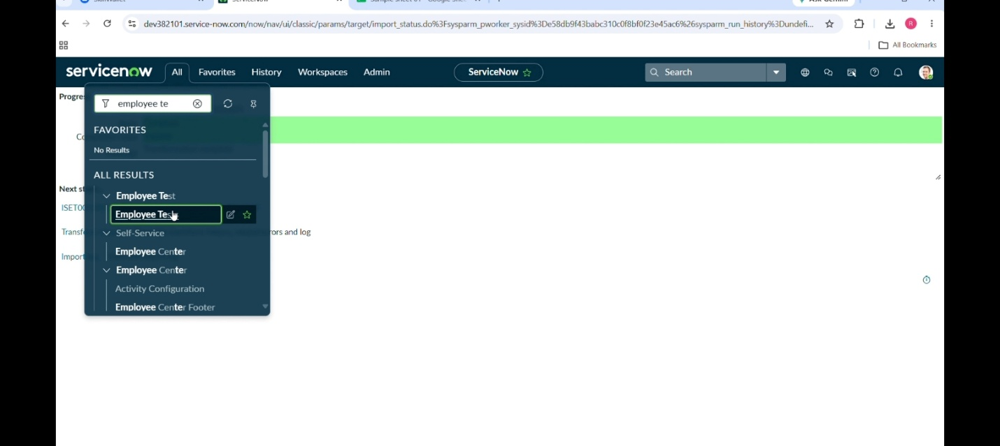 dev382101.service-now.com/now/nav/ui/classic/params/target/import_status.do%3Fsysparm_pworker_sysid%3De58db9f43babc310c0f8bf0f23e45ac6%26sysparm_run_history%3Dundefi...
R
All Bookmarks
servicenow All Favorites History Workspaces Admin ServiceNow Search
Progre
employee te
FAVORITES
No Results
ALL RESULTS
Employee Test
Next st
Employee Te
ISET0
Self-Service
Transf rors and log
Employee Center
Import
Employee Center
Activity Configuration
Employee Center Footer